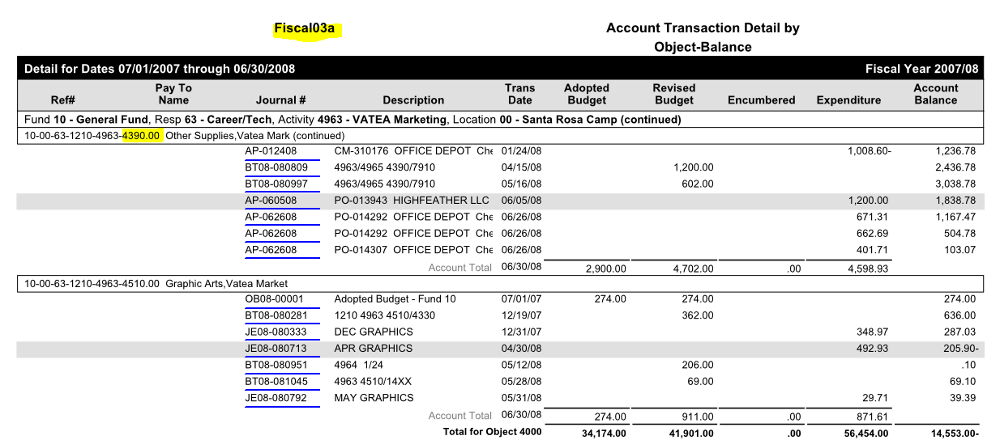 Fiscal03a Account Transaction Detail by
Object-Balance
Detail for Dates 07/01/2007 through 06/30/2008 Fiscal Year 2007/08
Pay To Trans Adopted Revised Account
Ref# Name Journal # Description Date Budget Budget Encumbered Expenditure Balance
Fund 10 - General Fund, Resp 63 - Career/Tech, Activity 4963 - VATEA Marketing, Location 00 - Santa Rosa Camp (continued)
10-00-63-1210-4963-4390.00 Other Supplies,Vatea Mark (continued)
AP-012408 CM-310176 OFFICE DEPOT Che 01/24/08 1,008.60- 1,236.78
BT08-080809 4963/4965 4390/7910 04/15/08 1,200.00 2,436.78
BT08-080997 4963/4965 4390/7910 05/16/08 602.00 3,038.78
AP-060508 PO-013943 HIGHFEATHER LLC 06/05/08 1,200.00 1,838.78
AP-062608 PO-014292 OFFICE DEPOT Che 06/26/08 671.31 1,167.47
AP-062608 PO-014292 OFFICE DEPOT Che 06/26/08 662.69 504.78
AP-062608 PO-014307 OFFICE DEPOT Che 06/26/08 401.71 103.07
Account Total 06/30/08 2,900.00 4,702.00 .00 4,598.93
10-00-63-1210-4963-4510.00 Graphic Arts,Vatea Market
OB08-00001 Adopted Budget - Fund 10 07/01/07 274.00 274.00 274.00
BT08-080281 1210 4963 4510/4330 12/19/07 362.00 636.00
JE08-080333 DEC GRAPHICS 12/31/07 348.97 287.03
JE08-080713 APR GRAPHICS 04/30/08 492.93 205.90-
BT08-080951 4964 1/24 05/12/08 206.00 .10
BT08-081045 4963 4510/14XX 05/28/08 69.00 69.10
JE08-080792 MAY GRAPHICS 05/31/08 29.71 39.39
Account Total 06/30/08 274.00 911.00 .00 871.61
Total for Object 4000 34,174.00 41,901.00 .00 56,454.00 14,553.00-